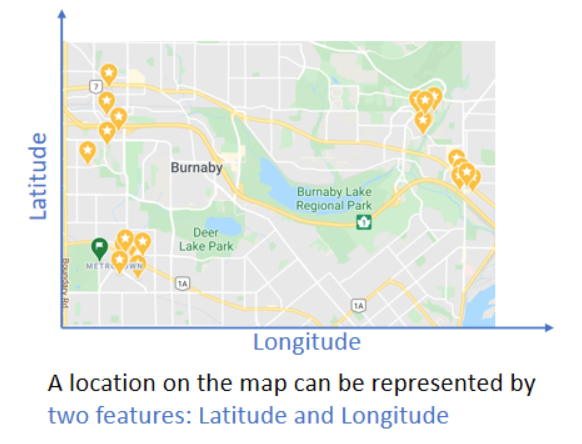 7
Latitude
Burnaby
Burnaby Lake
Regional Park
1
Deer
Lake Park
1A
1A
Boundary Rd
Longitude
A location on the map can be represented by
two features: Latitude and Longitude